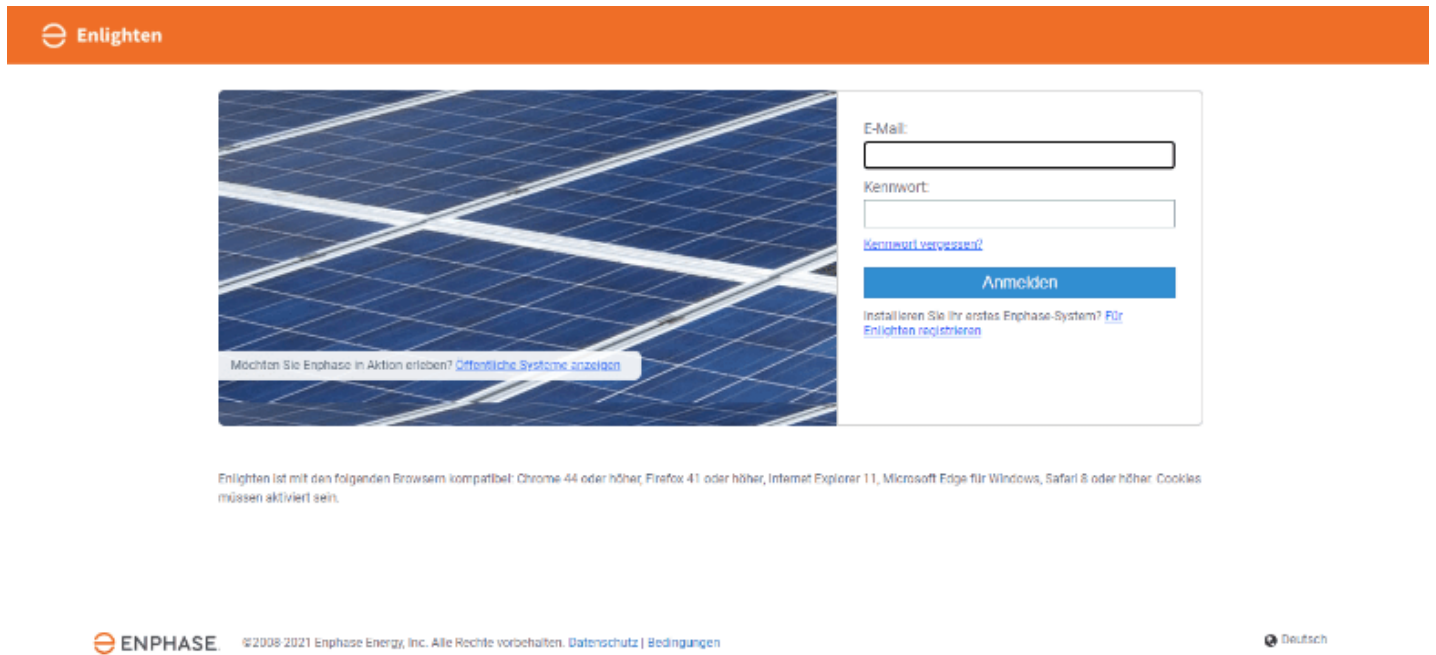 Enlighten
E-Mail:
Kennwort:
Kennwort vergessen?
Anmelden
Installieren Sie Ihr erstes Enphase-System? Für
Enlighten registrieren
Möchten Sie Enphase in Aktion erleben? Öffentliche Systeme anzeigen
Enlighten ist mit den folgenden Browsern kompatibel: Chrome 44 oder höher, Firefox 41 oder höher, Internet Explorer 11, Microsoft Edge für Windows, Safari 8 oder höher. Cookies
müssen aktiviert sein.
ENPHASE. ©2008-2021 Enphase Energy, Inc. Alle Rechte vorbehalten. Datenschutz | Bedingungen
Deutsch